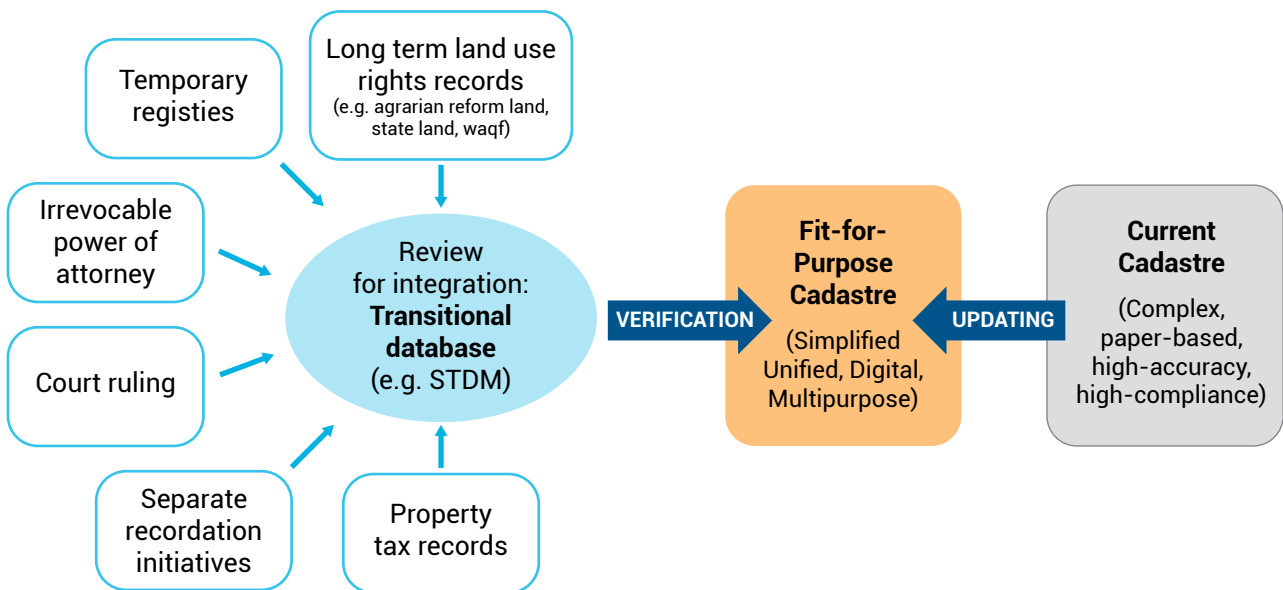 Temporary
registies
Long term land use
rights records
(e.g. agrarian reform land,
state land, waqf)
Irrevocable
power of
attorney
Court ruling
Separate
recordation
initiatives
Property
tax records
Review
for integration:
Transitional
database
(e.g. STDM)
VERIFICATION
Fit-for-
Purpose
Cadastre
(Simplified
Unified, Digital,
Multipurpose)
UPDATING
Current
Cadastre
(Complex,
paper-based,
high-accuracy,
high-compliance)